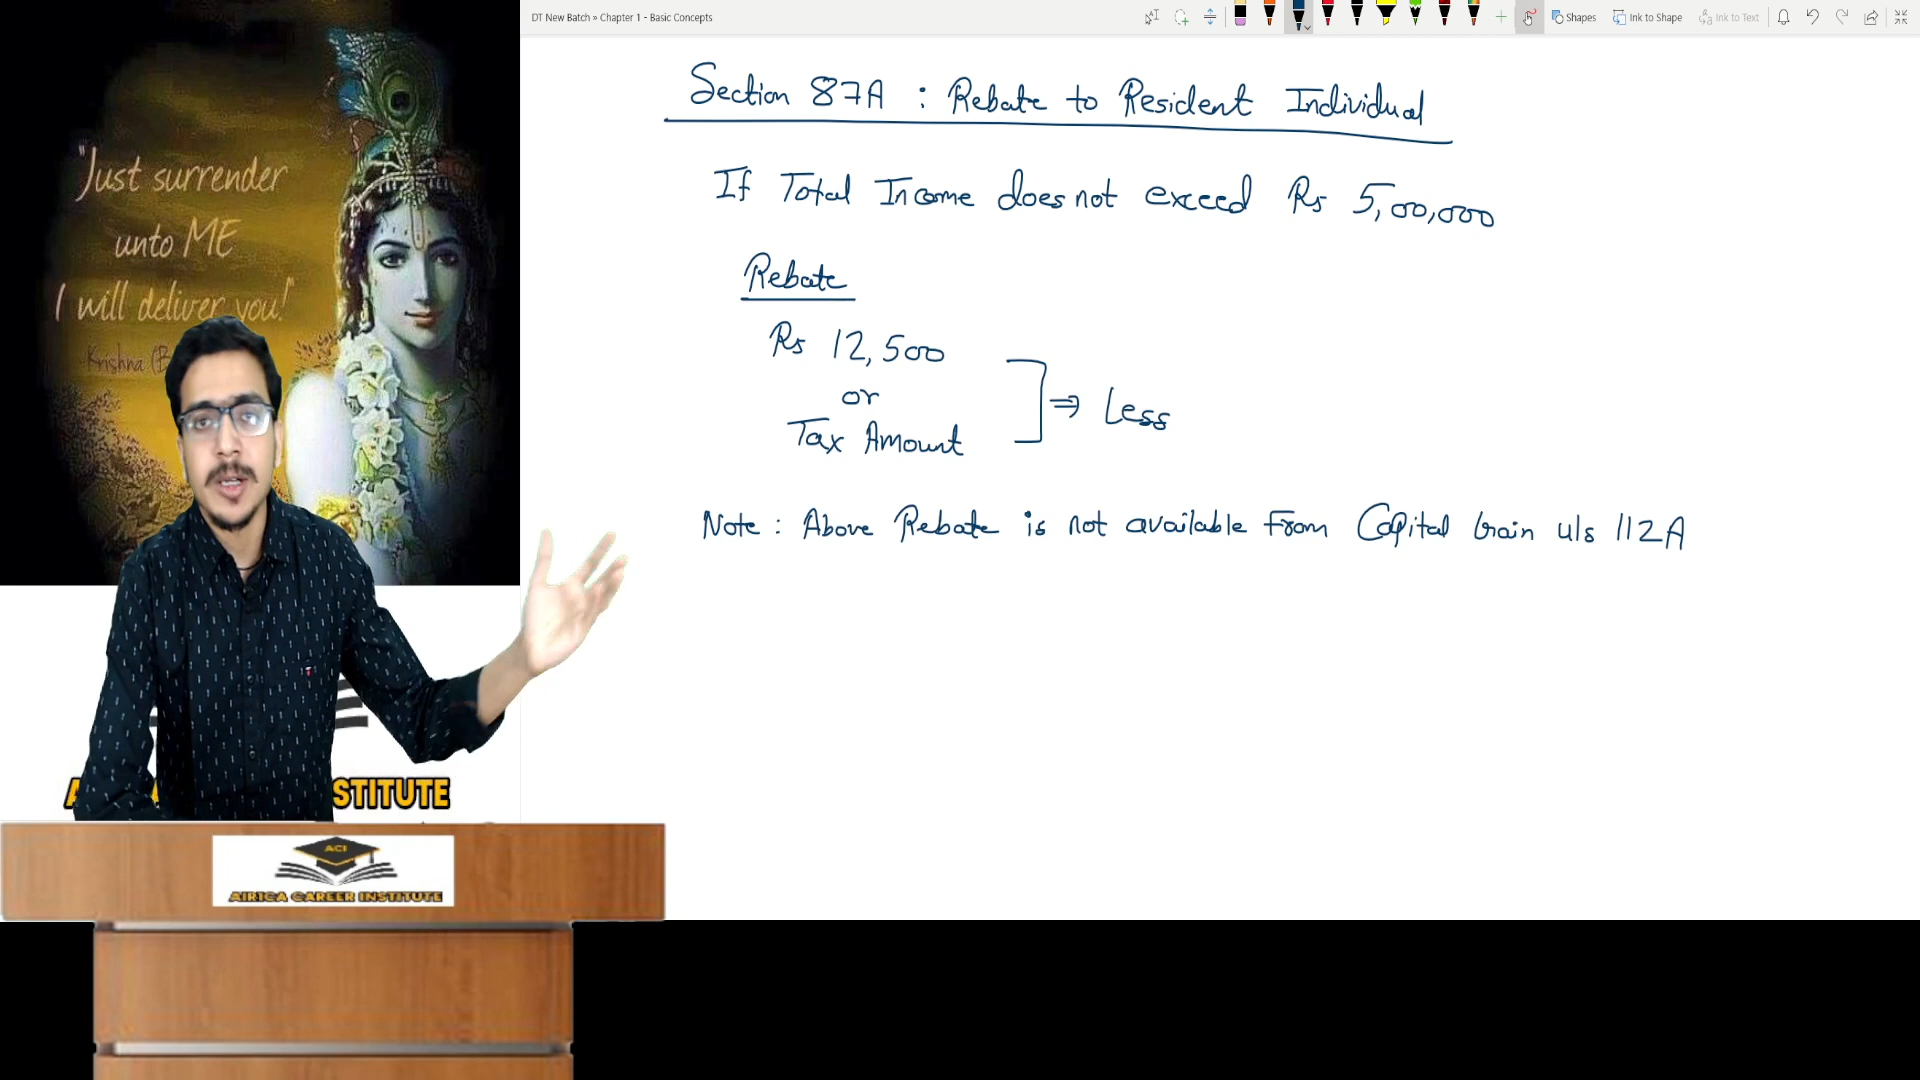 DT New Batch » Chapter 1 - Basic Concepts
Shapes
Ink to Shape
Ink to Text
Section 87A : Rebate to Resident Individual
If Total Income does not exceed Rs 5,00,000
Rebate
Rs 12,500
or
Tax Amount
⇒ Less
Note : Above Rebate is not available from Capital Gain u/s 112A
"Just surrender
unto ME
I will deliver you!"
Krishna
STITUTE
ACI
AIRICA CAREER INSTITUTE